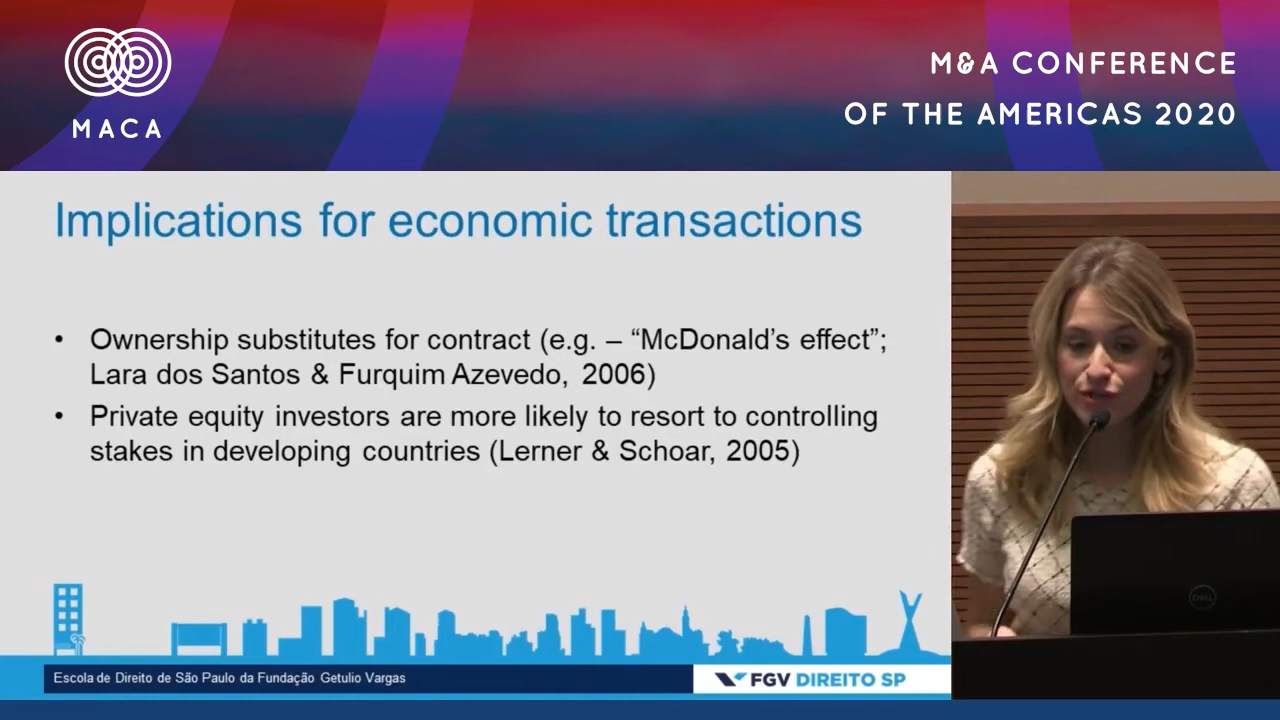 MACA
M&A CONFERENCE
OF THE AMERICAS 2020
Implications for economic transactions
• Ownership substitutes for contract (e.g. – “McDonald’s effect”;
Lara dos Santos & Furquim Azevedo, 2006)
• Private equity investors are more likely to resort to controlling
stakes in developing countries (Lerner & Schoar, 2005)
Escola de Direito de São Paulo da Fundação Getulio Vargas
FGV DIREITO SP
DELL